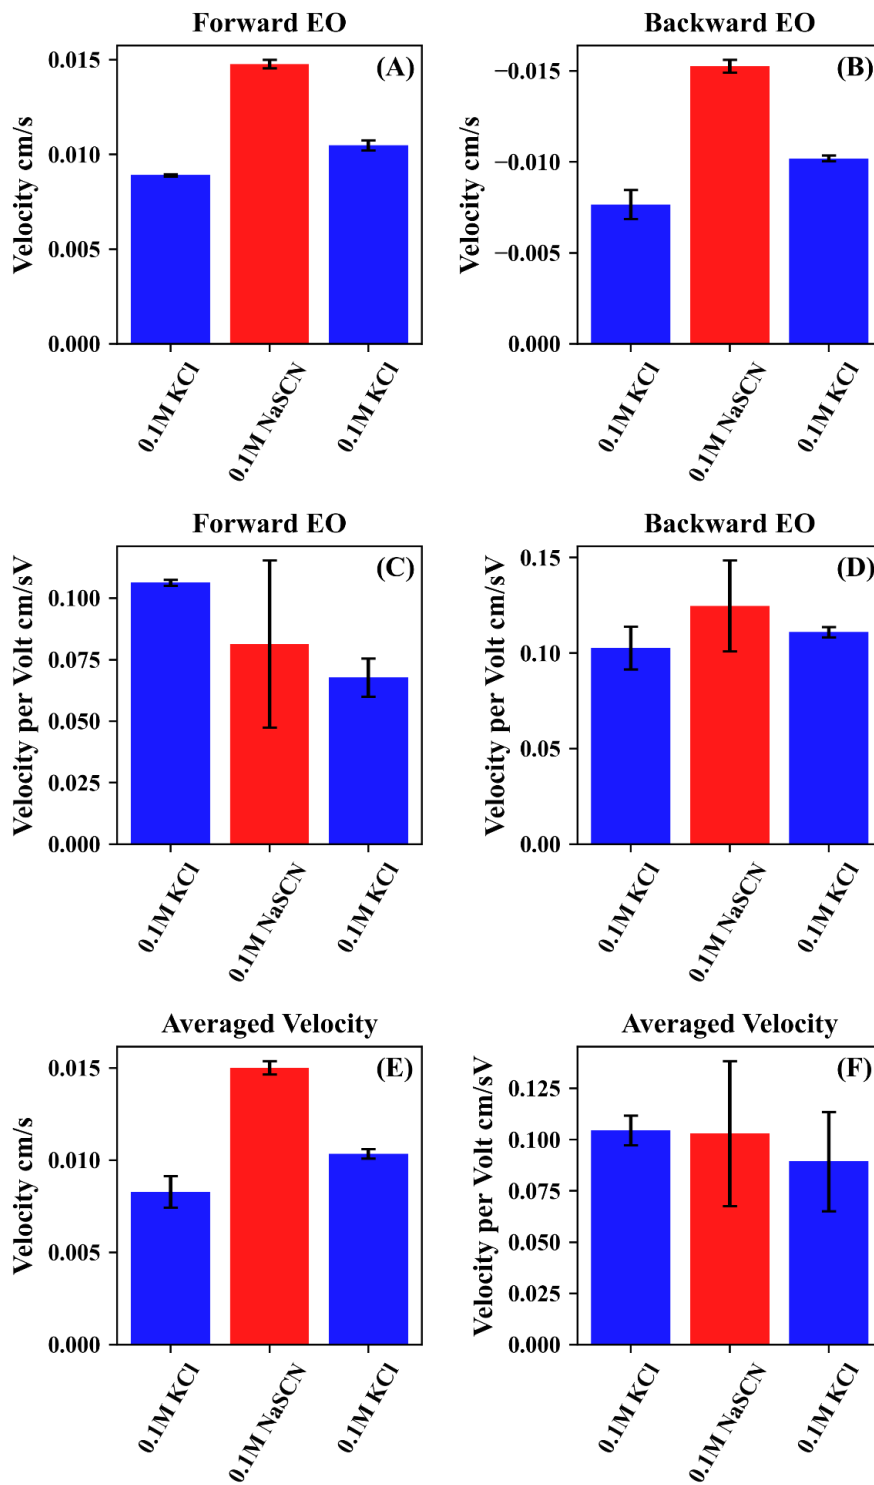 Forward EO
(A)
Velocity cm/s
0.015
0.010
0.005
0.000
0.1M KCl
0.1M NaSCN
0.1M KCl
Backward EO
(B)
Velocity cm/s
−0.015
−0.010
−0.005
−0.000
0.1M KCl
0.1M NaSCN
0.1M KCl
Forward EO
(C)
Velocity per Volt cm/sV
0.100
0.075
0.050
0.025
0.000
0.1M KCl
0.1M NaSCN
0.1M KCl
Backward EO
(D)
Velocity per Volt cm/sV
0.15
0.10
0.05
0.00
0.1M KCl
0.1M NaSCN
0.1M KCl
Averaged Velocity
(E)
Velocity cm/s
0.015
0.010
0.005
0.000
0.1M KCl
0.1M NaSCN
0.1M KCl
Averaged Velocity
(F)
Velocity per Volt cm/sV
0.125
0.100
0.075
0.050
0.025
0.000
0.1M KCl
0.1M NaSCN
0.1M KCl